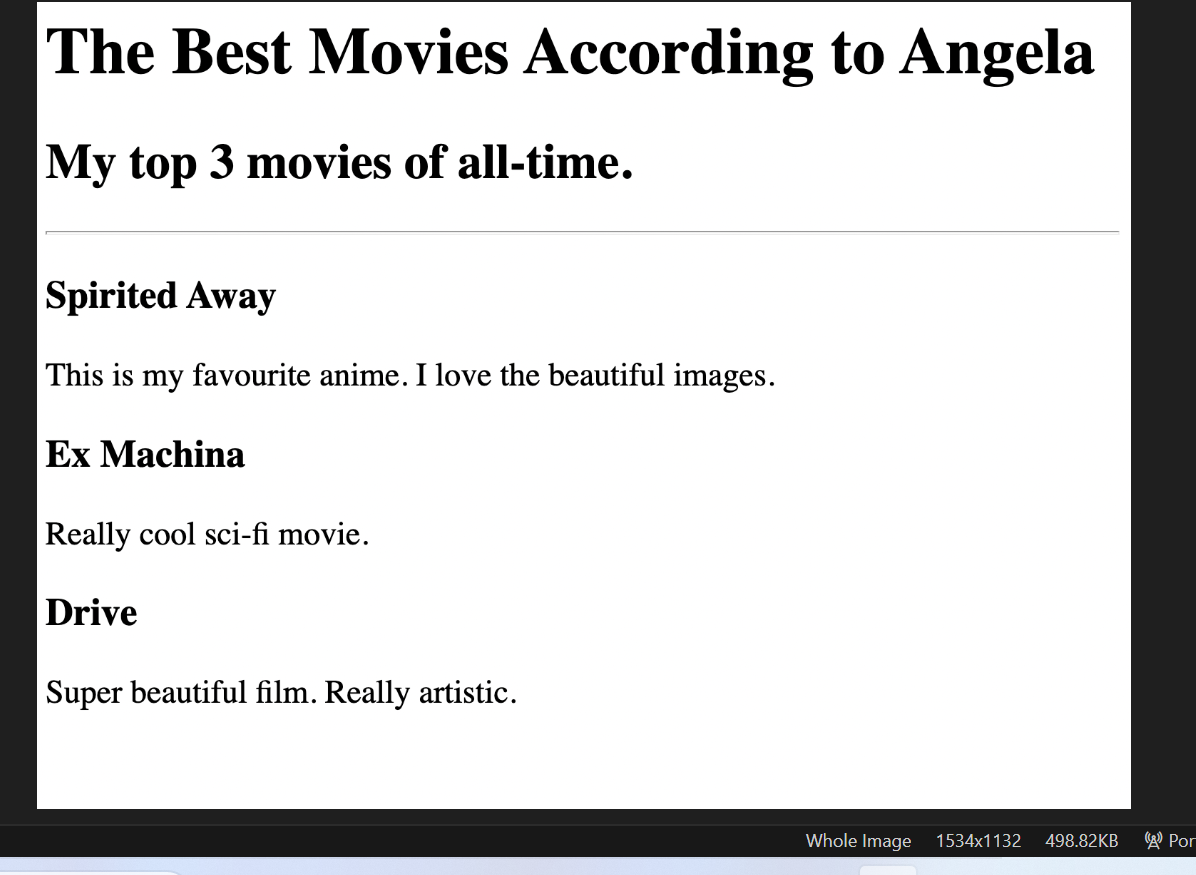 The Best Movies According to Angela
My top 3 movies of all-time.
Spirited Away
This is my favourite anime. I love the beautiful images.
Ex Machina
Really cool sci-fi movie.
Drive
Super beautiful film. Really artistic.
Whole Image 1534x1132 498.82KB